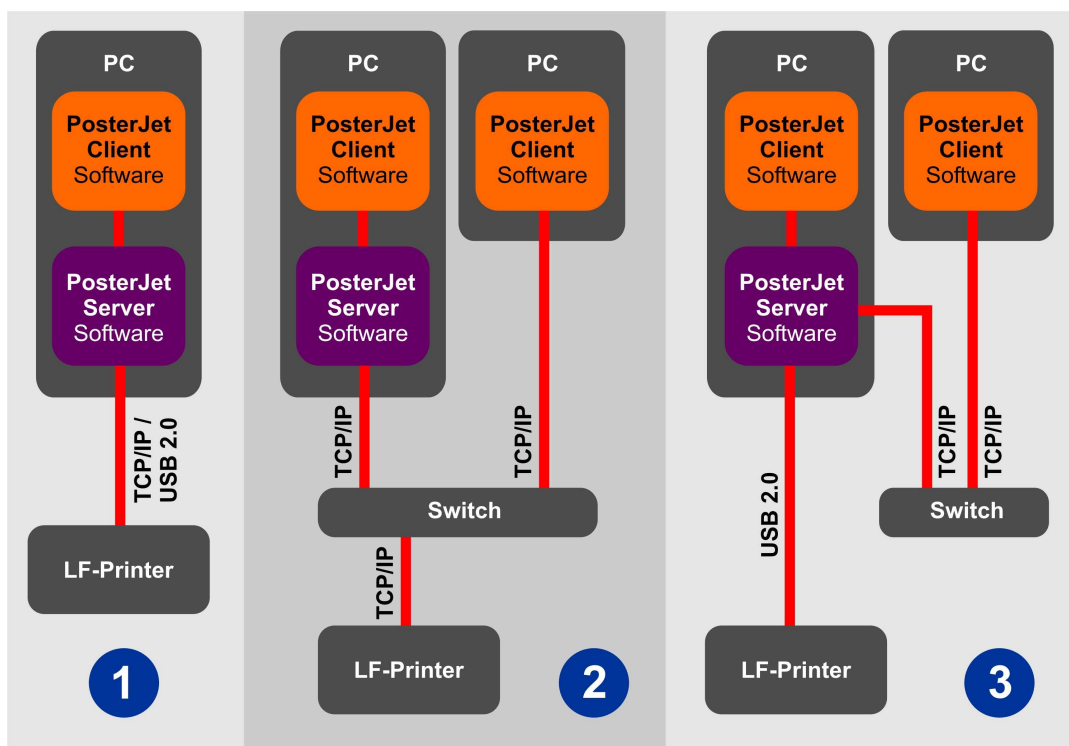 PC
PosterJet
Client
Software
PosterJet
Server
Software
TCP/IP /
USB 2.0
LF-Printer
1
PC
PosterJet
Client
Software
PosterJet
Server
Software
TCP/IP
PC
PosterJet
Client
Software
TCP/IP
Switch
TCP/IP
LF-Printer
2
PC
PosterJet
Client
Software
PosterJet
Server
Software
USB 2.0
LF-Printer
PC
PosterJet
Client
Software
TCP/IP
TCP/IP
Switch
3